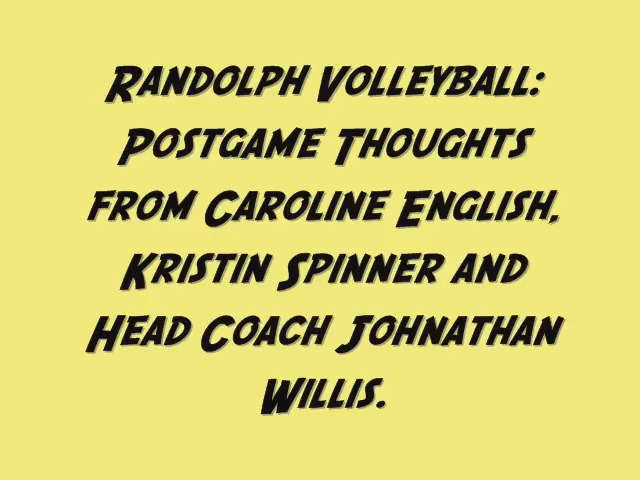 Randolph Volleyball:
Postgame Thoughts
from Caroline English,
Kristin Spinner and
Head Coach Johnathan
Willis.